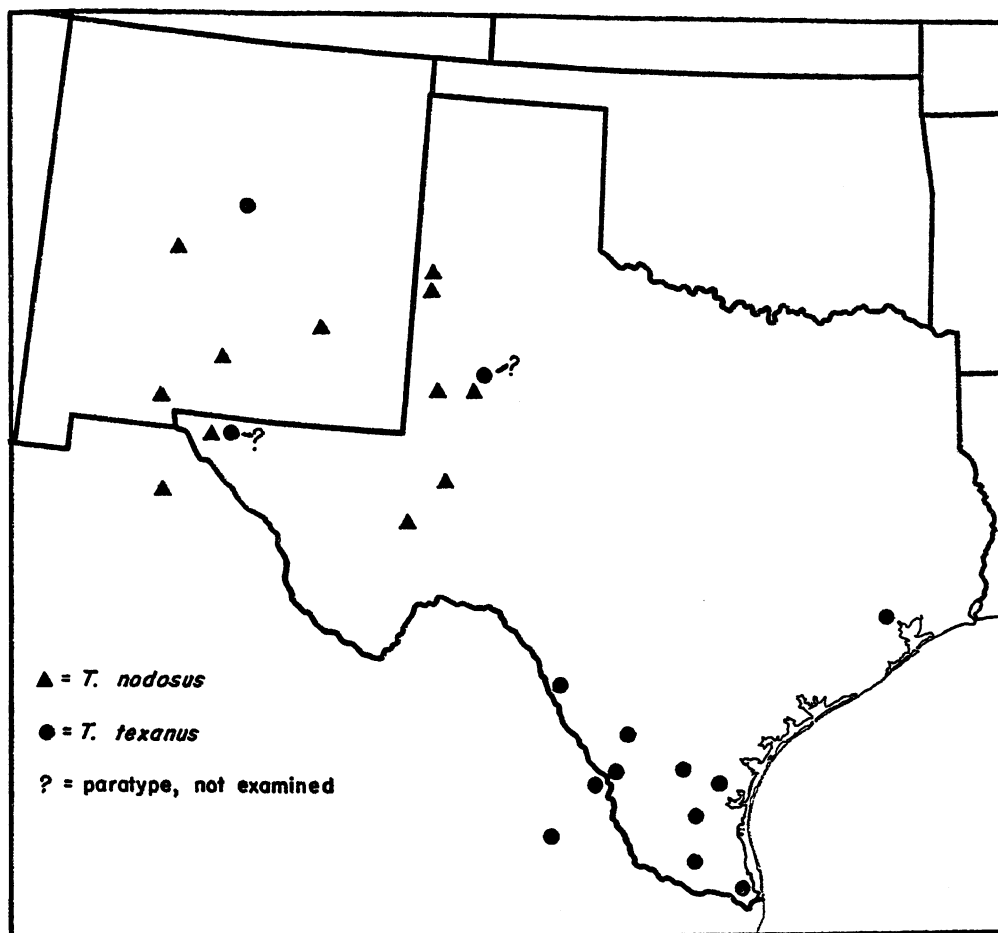 -?
-?
▲ = T. nodosus
● = T. texanus
? = paratype, not examined